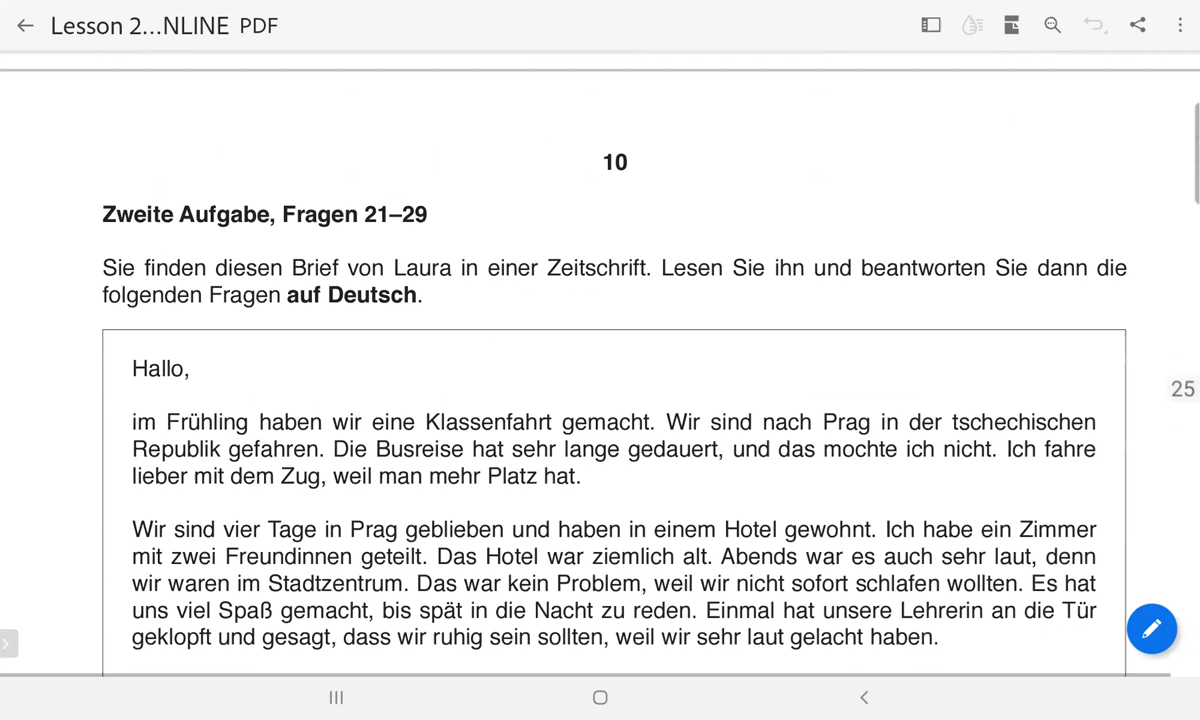 Lesson 2...NLINE PDF
10
Zweite Aufgabe, Fragen 21–29
Sie finden diesen Brief von Laura in einer Zeitschrift. Lesen Sie ihn und beantworten Sie dann die
folgenden Fragen auf Deutsch.
Hallo,
im Frühling haben wir eine Klassenfahrt gemacht. Wir sind nach Prag in der tschechischen
Republik gefahren. Die Busreise hat sehr lange gedauert, und das mochte ich nicht. Ich fahre
lieber mit dem Zug, weil man mehr Platz hat.
25
Wir sind vier Tage in Prag geblieben und haben in einem Hotel gewohnt. Ich habe ein Zimmer
mit zwei Freundinnen geteilt. Das Hotel war ziemlich alt. Abends war es auch sehr laut, denn
wir waren im Stadtzentrum. Das war kein Problem, weil wir nicht sofort schlafen wollten. Es hat
uns viel Spaß gemacht, bis spät in die Nacht zu reden. Einmal hat unsere Lehrerin an die Tür
geklopft und gesagt, dass wir ruhig sein sollten, weil wir sehr laut gelacht haben.